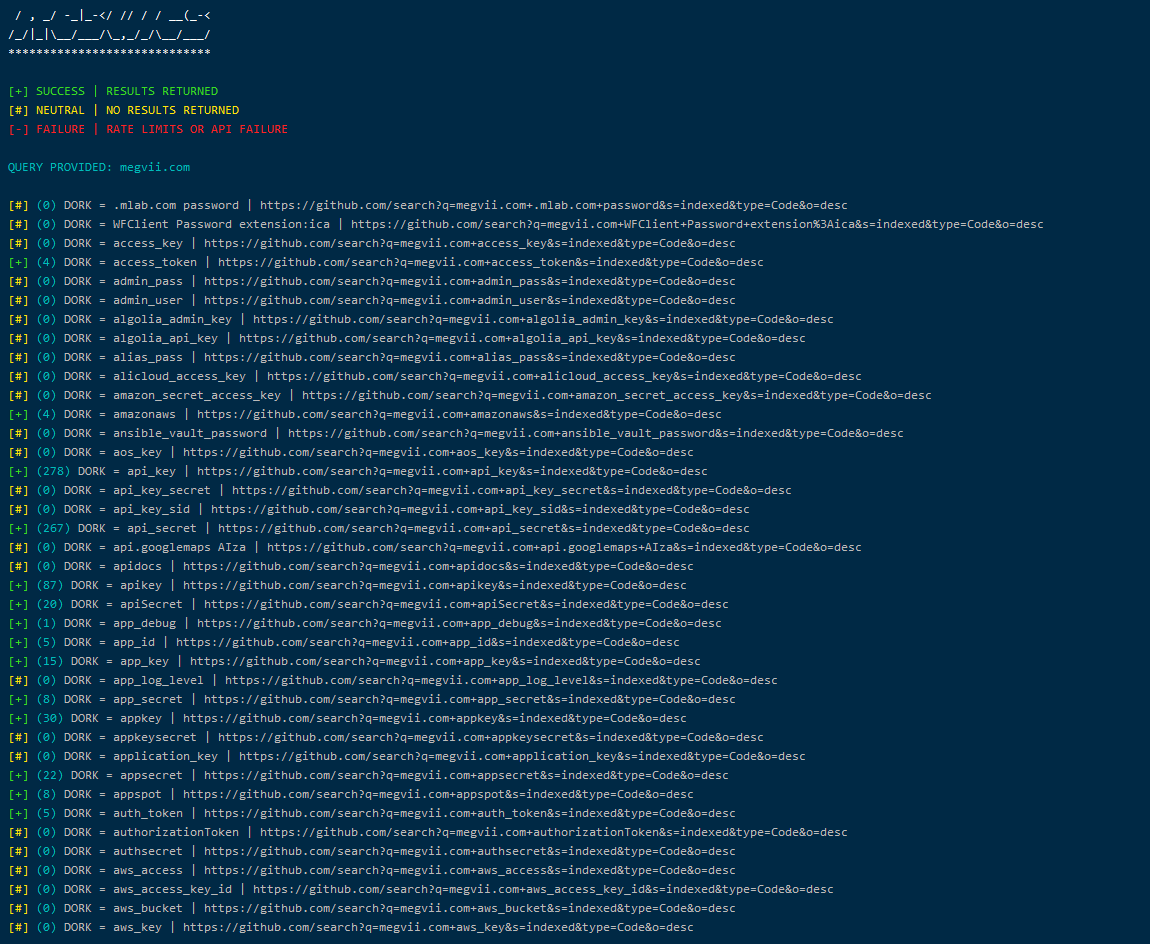 / , _/ -_|_-</ // / / __(_-<
/_/|_|\__/___/\_,_/_/\__/___/
*****************************
[+] SUCCESS | RESULTS RETURNED
[#] NEUTRAL | NO RESULTS RETURNED
[-] FAILURE | RATE LIMITS OR API FAILURE
QUERY PROVIDED: megvii.com
[#] (0) DORK = .mlab.com password | https://github.com/search?q=megvii.com+.mlab.com+password&s=indexed&type=Code&o=desc
[#] (0) DORK = WFClient Password extension:ica | https://github.com/search?q=megvii.com+WFClient+Password+extension%3Aica&s=indexed&type=Code&o=desc
[#] (0) DORK = access_key | https://github.com/search?q=megvii.com+access_key&s=indexed&type=Code&o=desc
[+] (4) DORK = access_token | https://github.com/search?q=megvii.com+access_token&s=indexed&type=Code&o=desc
[#] (0) DORK = admin_pass | https://github.com/search?q=megvii.com+admin_pass&s=indexed&type=Code&o=desc
[#] (0) DORK = admin_user | https://github.com/search?q=megvii.com+admin_user&s=indexed&type=Code&o=desc
[#] (0) DORK = algolia_admin_key | https://github.com/search?q=megvii.com+algolia_admin_key&s=indexed&type=Code&o=desc
[#] (0) DORK = algolia_api_key | https://github.com/search?q=megvii.com+algolia_api_key&s=indexed&type=Code&o=desc
[#] (0) DORK = alias_pass | https://github.com/search?q=megvii.com+alias_pass&s=indexed&type=Code&o=desc
[#] (0) DORK = alicloud_access_key | https://github.com/search?q=megvii.com+alicloud_access_key&s=indexed&type=Code&o=desc
[#] (0) DORK = amazon_secret_access_key | https://github.com/search?q=megvii.com+amazon_secret_access_key&s=indexed&type=Code&o=desc
[+] (4) DORK = amazonaws | https://github.com/search?q=megvii.com+amazonaws&s=indexed&type=Code&o=desc
[#] (0) DORK = ansible_vault_password | https://github.com/search?q=megvii.com+ansible_vault_password&s=indexed&type=Code&o=desc
[#] (0) DORK = aos_key | https://github.com/search?q=megvii.com+aos_key&s=indexed&type=Code&o=desc
[+] (278) DORK = api_key | https://github.com/search?q=megvii.com+api_key&s=indexed&type=Code&o=desc
[#] (0) DORK = api_key_secret | https://github.com/search?q=megvii.com+api_key_secret&s=indexed&type=Code&o=desc
[#] (0) DORK = api_key_sid | https://github.com/search?q=megvii.com+api_key_sid&s=indexed&type=Code&o=desc
[+] (267) DORK = api_secret | https://github.com/search?q=megvii.com+api_secret&s=indexed&type=Code&o=desc
[#] (0) DORK = api.googlemaps AIza | https://github.com/search?q=megvii.com+api.googlemaps+AIza&s=indexed&type=Code&o=desc
[#] (0) DORK = apidocs | https://github.com/search?q=megvii.com+apidocs&s=indexed&type=Code&o=desc
[+] (87) DORK = apikey | https://github.com/search?q=megvii.com+apikey&s=indexed&type=Code&o=desc
[+] (20) DORK = apiSecret | https://github.com/search?q=megvii.com+apiSecret&s=indexed&type=Code&o=desc
[+] (1) DORK = app_debug | https://github.com/search?q=megvii.com+app_debug&s=indexed&type=Code&o=desc
[+] (5) DORK = app_id | https://github.com/search?q=megvii.com+app_id&s=indexed&type=Code&o=desc
[+] (15) DORK = app_key | https://github.com/search?q=megvii.com+app_key&s=indexed&type=Code&o=desc
[#] (0) DORK = app_log_level | https://github.com/search?q=megvii.com+app_log_level&s=indexed&type=Code&o=desc
[+] (8) DORK = app_secret | https://github.com/search?q=megvii.com+app_secret&s=indexed&type=Code&o=desc
[+] (30) DORK = appkey | https://github.com/search?q=megvii.com+appkey&s=indexed&type=Code&o=desc
[#] (0) DORK = appkeysecret | https://github.com/search?q=megvii.com+appkeysecret&s=indexed&type=Code&o=desc
[#] (0) DORK = application_key | https://github.com/search?q=megvii.com+application_key&s=indexed&type=Code&o=desc
[+] (22) DORK = appsecret | https://github.com/search?q=megvii.com+appsecret&s=indexed&type=Code&o=desc
[+] (8) DORK = appspot | https://github.com/search?q=megvii.com+appspot&s=indexed&type=Code&o=desc
[+] (5) DORK = auth_token | https://github.com/search?q=megvii.com+auth_token&s=indexed&type=Code&o=desc
[#] (0) DORK = authorizationToken | https://github.com/search?q=megvii.com+authorizationToken&s=indexed&type=Code&o=desc
[#] (0) DORK = authsecret | https://github.com/search?q=megvii.com+authsecret&s=indexed&type=Code&o=desc
[#] (0) DORK = aws_access | https://github.com/search?q=megvii.com+aws_access&s=indexed&type=Code&o=desc
[#] (0) DORK = aws_access_key_id | https://github.com/search?q=megvii.com+aws_access_key_id&s=indexed&type=Code&o=desc
[#] (0) DORK = aws_bucket | https://github.com/search?q=megvii.com+aws_bucket&s=indexed&type=Code&o=desc
[#] (0) DORK = aws_key | https://github.com/search?q=megvii.com+aws_key&s=indexed&type=Code&o=desc